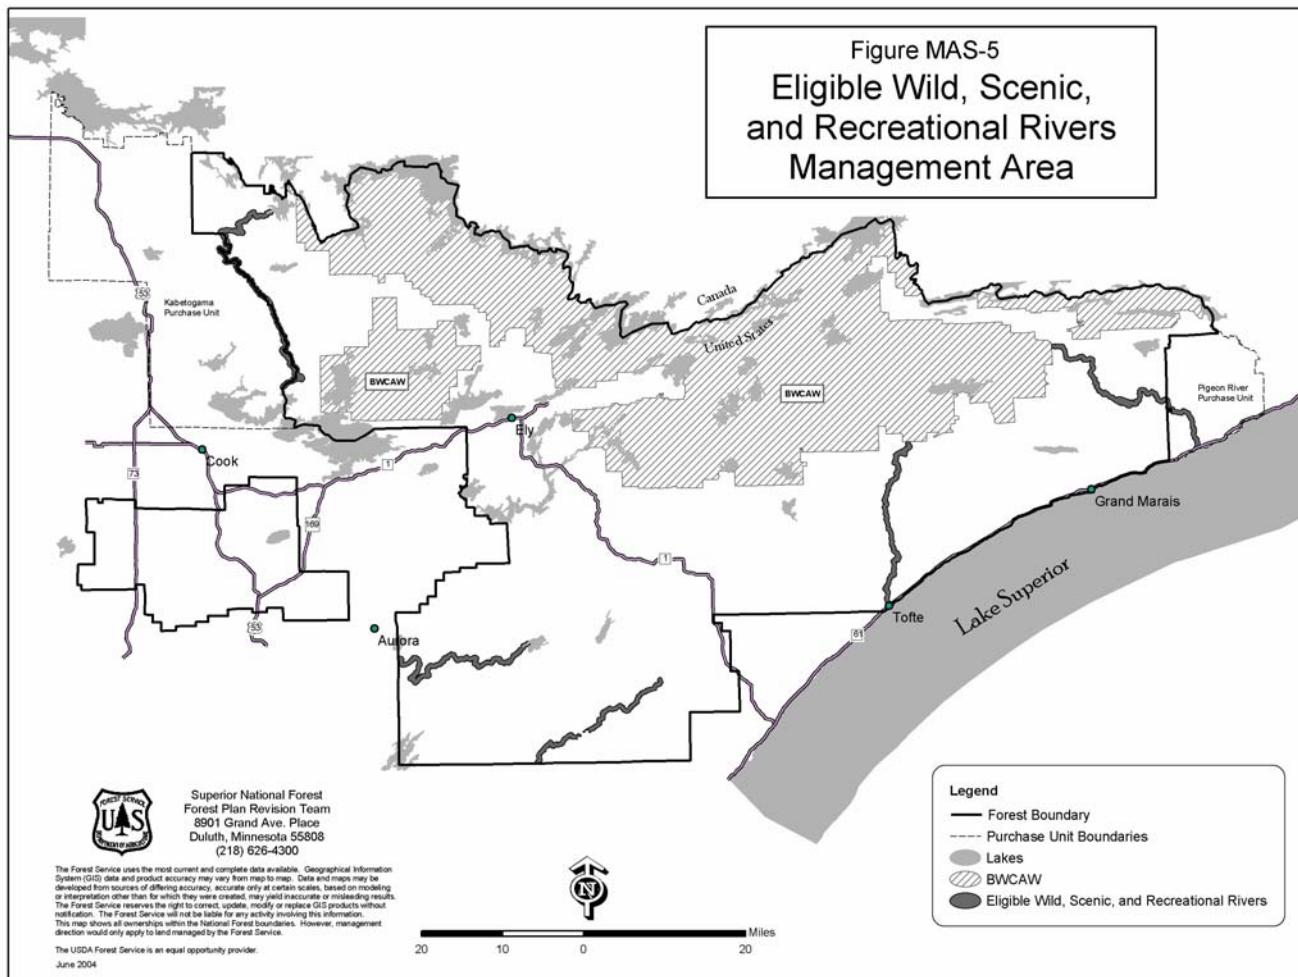 Figure MAS-5
Eligible Wild, Scenic,
and Recreational Rivers
Management Area
53
Kabetogama
Purchase Unit
Canada
United States
BWCAW
BWCAW
Pigeon River
Purchase Unit
Ely
Cook
1
73
169
Grand Marais
1
Lake Superior
Tofte
53
Aurora
61
Superior National Forest
Forest Plan Revision Team
8901 Grand Ave. Place
Duluth, Minnesota 55808
(218) 626-4300
FOREST SERVICE
US
DEPARTMENT OF AGRICULTURE
The Forest Service uses the most current and complete data available. Geographical Information
System (GIS) data and product accuracy may vary from map to map. Data and maps may be
developed from sources of differing accuracy, accurate only at certain scales, based on modeling
or interpretation other than for which they were created, may yield inaccurate or misleading results.
The Forest Service reserves the right to correct, update, modify or replace GIS products without
notification. The Forest Service will not be liable for any activity involving this information.
This map shows all ownerships within the National Forest boundaries. However, management
direction would only apply to land managed by the Forest Service.
The USDA Forest Service is an equal opportunity provider.
June 2004
N
Miles
20 10 0 20
Legend
Forest Boundary
Purchase Unit Boundaries
Lakes
BWCAW
Eligible Wild, Scenic, and Recreational Rivers